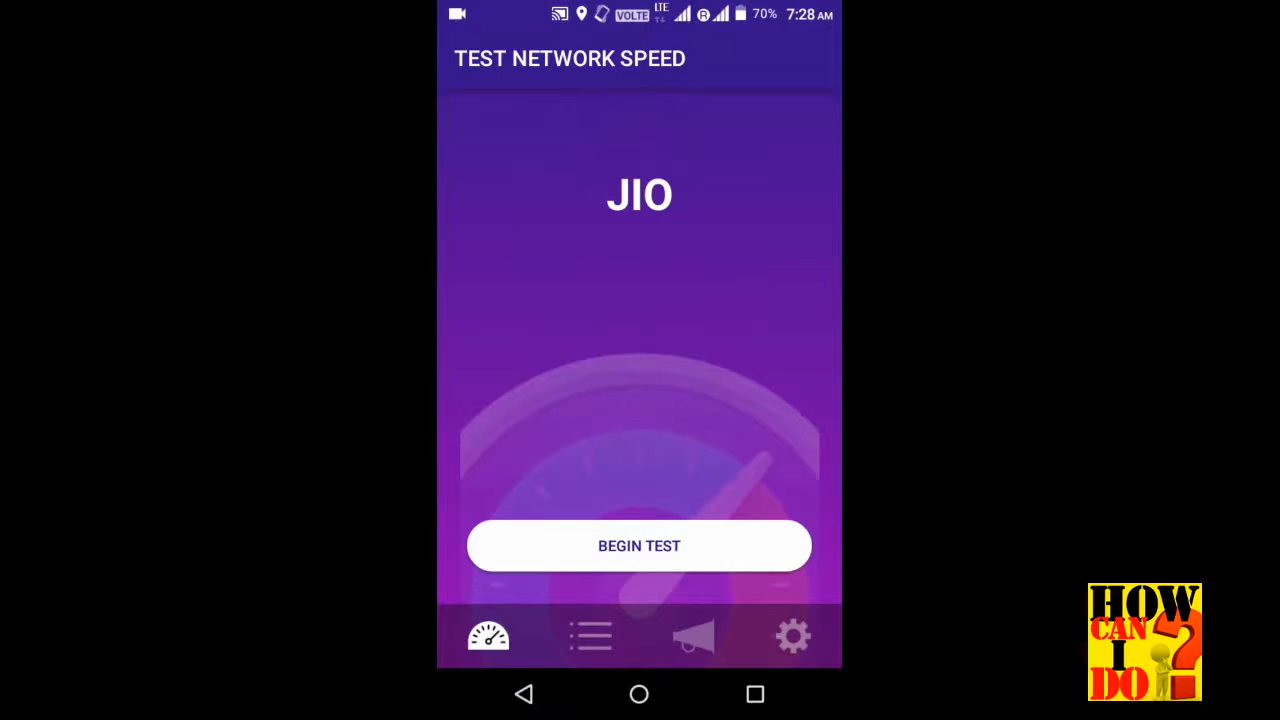 VOLTE LTE R 70% 7:28 AM
TEST NETWORK SPEED
JIO
BEGIN TEST
HOW
CAN
I
DO
?